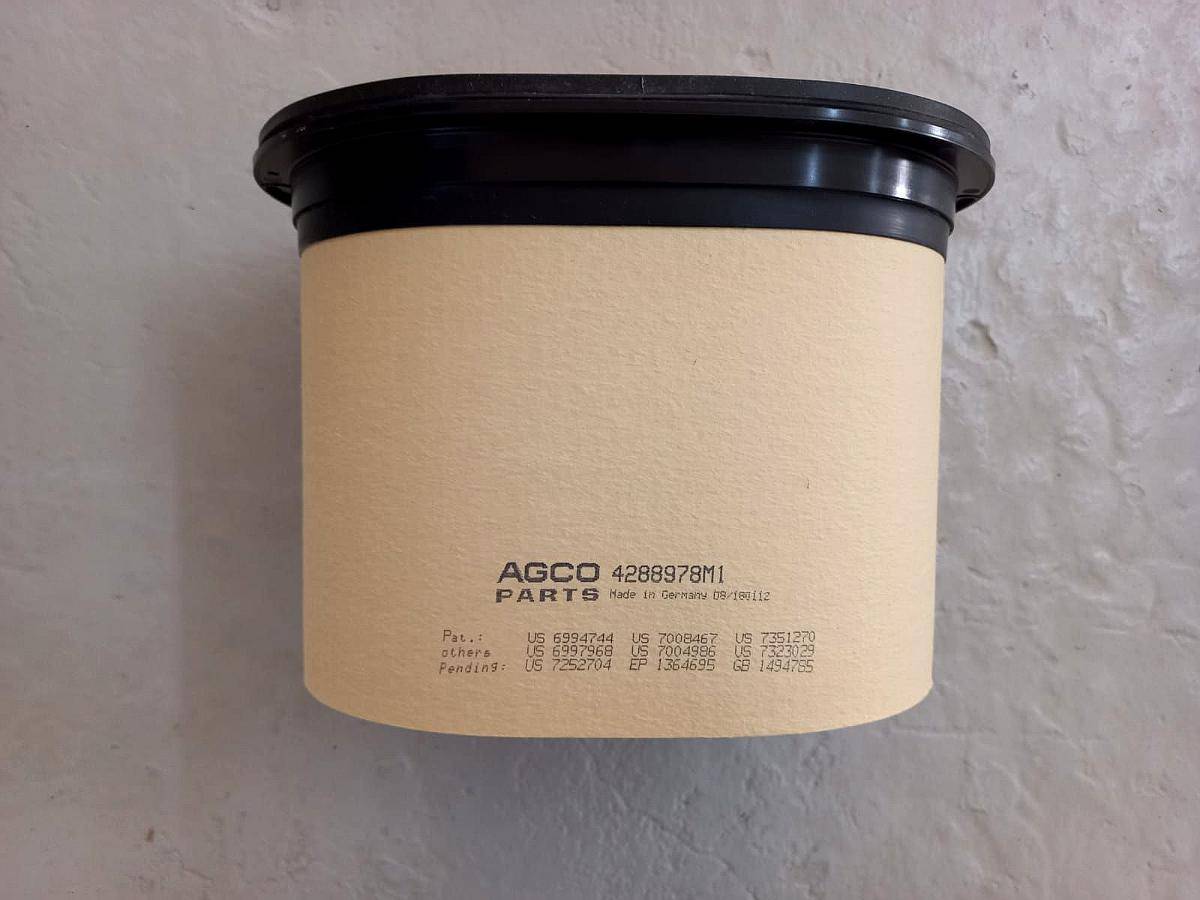 AGCO 4288978M1
PARTS Made in Germany D8/180112
Pat.: US 6994744 US 7008467 US 7351270
others US 6997968 US 7004986 US 7323029
Pending: US 7252704 EP 1364695 GB 1494785